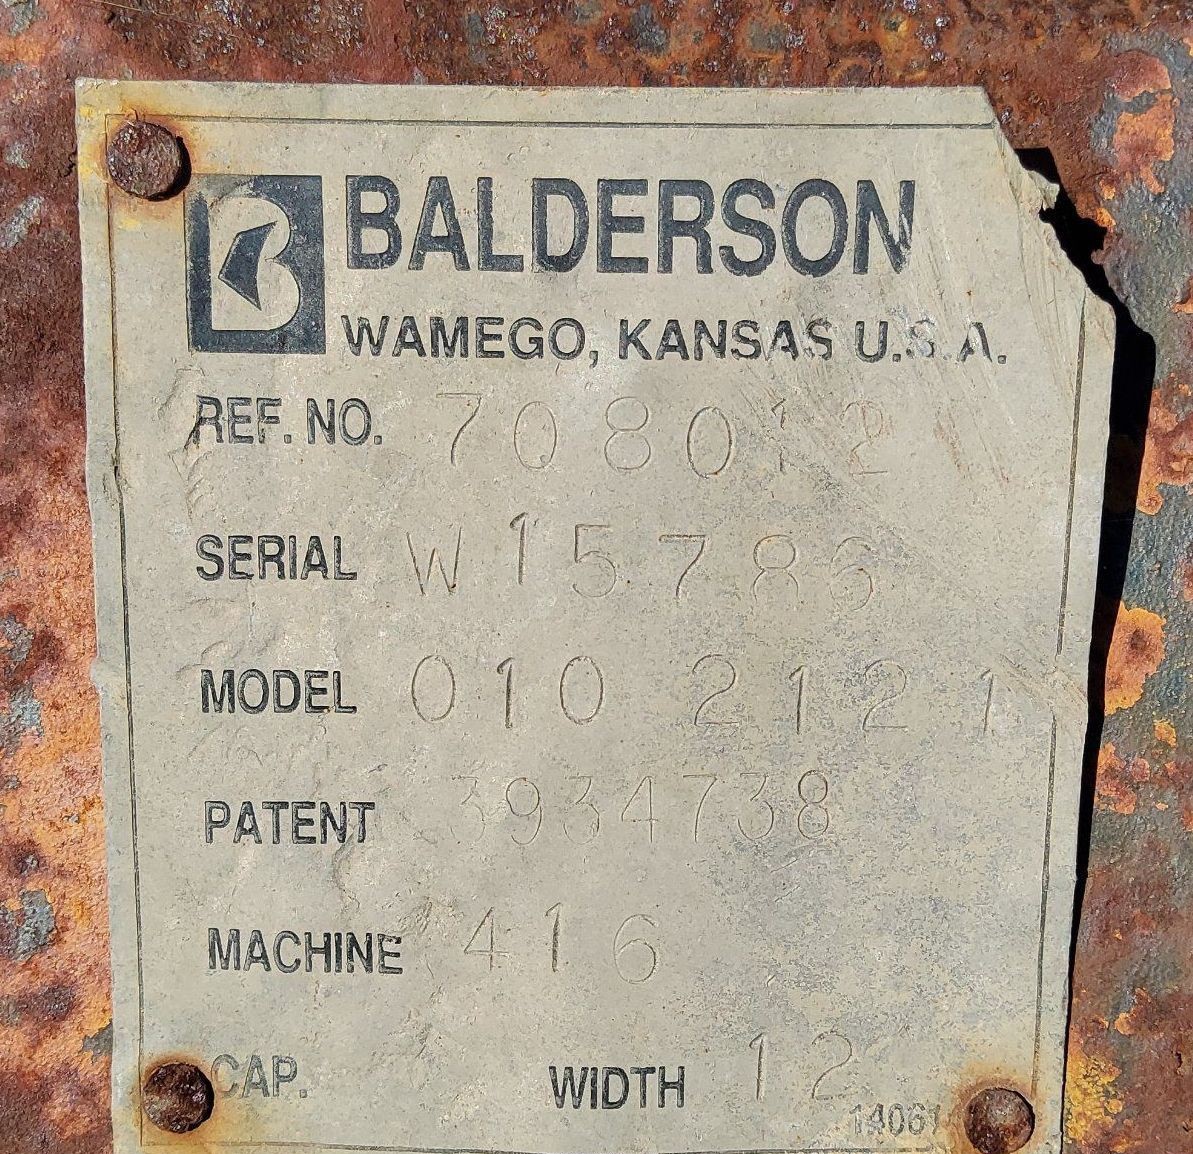 B BALDERSON
WAMEGO, KANSAS U.S.A.
REF. NO. 708012
SERIAL W15786
MODEL 010 2121
PATENT 3934738
MACHINE 416
CAP. WIDTH 12
14061